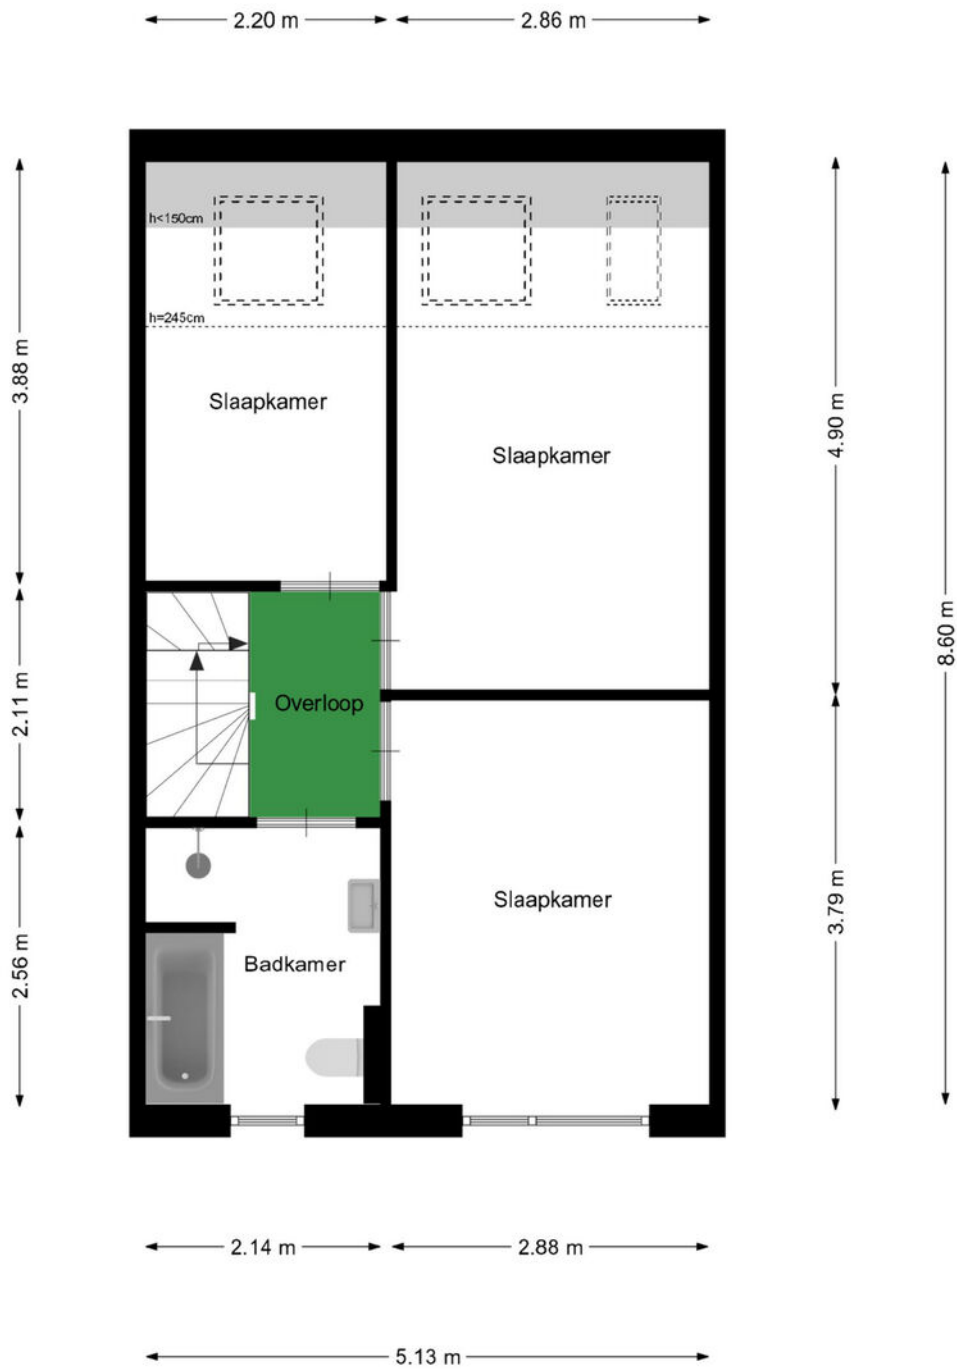 2.20 m
2.86 m
h<150cm
h=245cm
3.88 m
Slaapkamer
4.90 m
Slaapkamer
8.60 m
2.11 m
Overloop
3.79 m
Slaapkamer
2.56 m
Badkamer
2.14 m
2.88 m
5.13 m